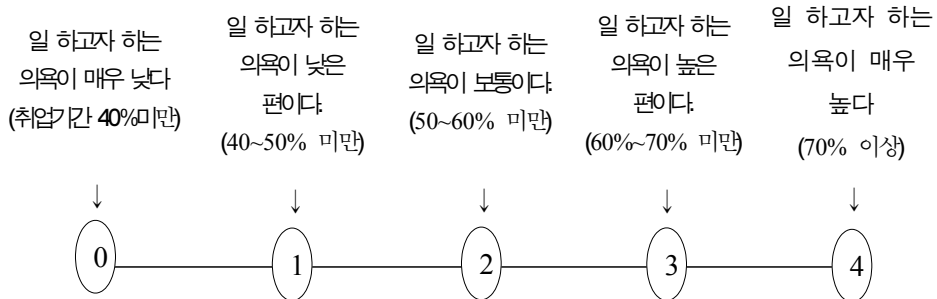 일 하고자 하는
의욕이 매우 낮다
(취업기간 40%미만)
일 하고자 하는
의욕이 낮은
편이다.
(40~50% 미만)
일 하고자 하는
의욕이 보통이다.
(50~60% 미만)
일 하고자 하는
의욕이 높은
편이다.
(60%~70% 미만)
일 하고자 하는
의욕이 매우
높다
(70% 이상)
↓ ↓ ↓ ↓ ↓
0 1 2 3 4